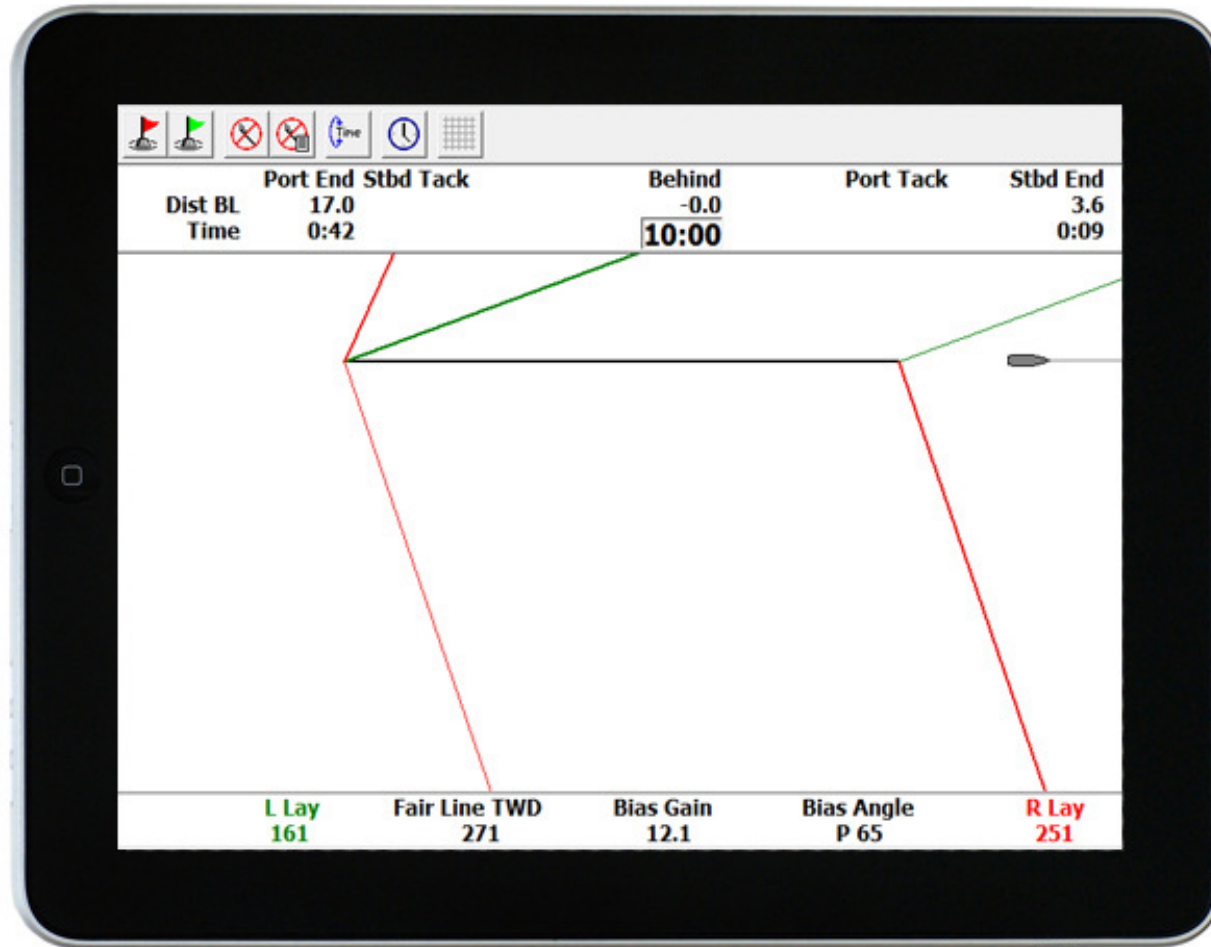 Time
Port End Stbd Tack Behind Port Tack Stbd End
Dist BL 17.0 -0.0 3.6
Time 0:42 10:00 0:09
L Lay Fair Line TWD Bias Gain Bias Angle R Lay
161 271 12.1 P 65 251